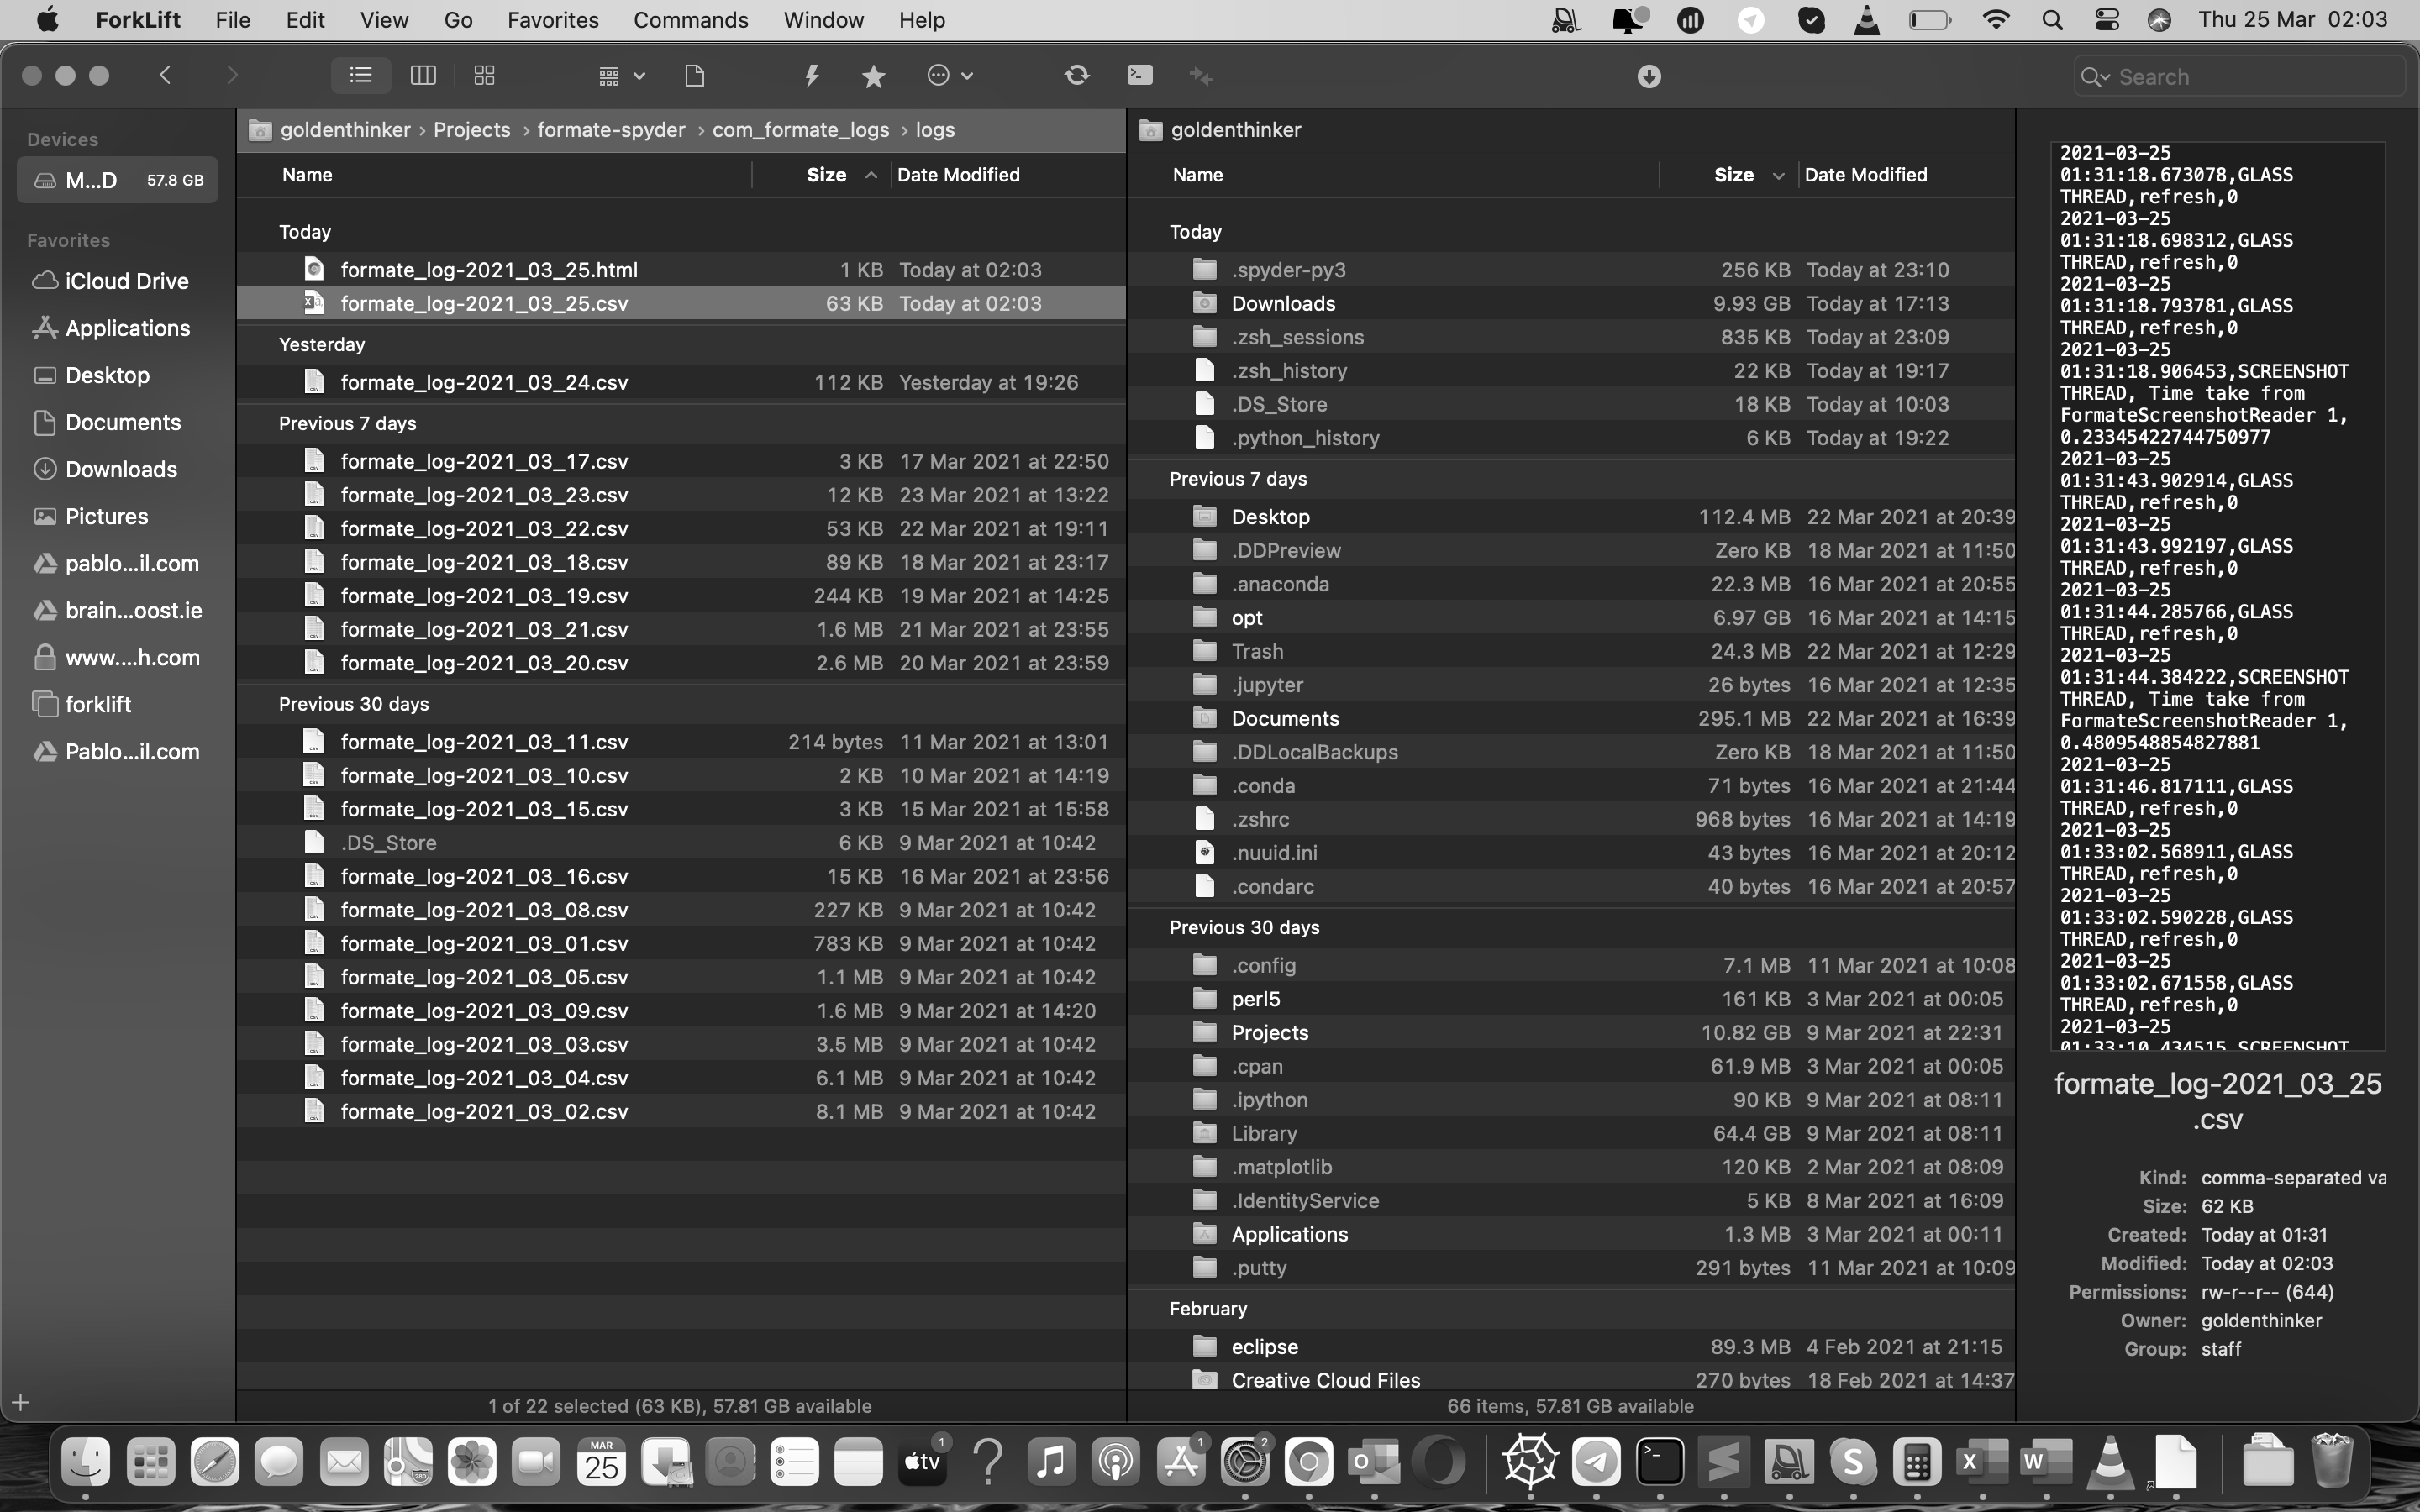 ForkLift File Edit View Go Favorites Commands Window Help Thu 25 Mar 02:03
Search
Devices
M...D 57.8 GB
Favorites
iCloud Drive
Applications
Desktop
Documents
Downloads
Pictures
pablo...il.com
brain...oost.ie
www....h.com
forklift
Pablo...il.com
goldenthinker › Projects › formate-spyder › com_formate_logs › logs
Name Size Date Modified
Today
formate_log-2021_03_25.html 1 KB Today at 02:03
formate_log-2021_03_25.csv 63 KB Today at 02:03
Yesterday
formate_log-2021_03_24.csv 112 KB Yesterday at 19:26
Previous 7 days
formate_log-2021_03_17.csv 3 KB 17 Mar 2021 at 22:50
formate_log-2021_03_23.csv 12 KB 23 Mar 2021 at 13:22
formate_log-2021_03_22.csv 53 KB 22 Mar 2021 at 19:11
formate_log-2021_03_18.csv 89 KB 18 Mar 2021 at 23:17
formate_log-2021_03_19.csv 244 KB 19 Mar 2021 at 14:25
formate_log-2021_03_21.csv 1.6 MB 21 Mar 2021 at 23:55
formate_log-2021_03_20.csv 2.6 MB 20 Mar 2021 at 23:59
Previous 30 days
formate_log-2021_03_11.csv 214 bytes 11 Mar 2021 at 13:01
formate_log-2021_03_10.csv 2 KB 10 Mar 2021 at 14:19
formate_log-2021_03_15.csv 3 KB 15 Mar 2021 at 15:58
.DS_Store 6 KB 9 Mar 2021 at 10:42
formate_log-2021_03_16.csv 15 KB 16 Mar 2021 at 23:56
formate_log-2021_03_08.csv 227 KB 9 Mar 2021 at 10:42
formate_log-2021_03_01.csv 783 KB 9 Mar 2021 at 10:42
formate_log-2021_03_05.csv 1.1 MB 9 Mar 2021 at 10:42
formate_log-2021_03_09.csv 1.6 MB 9 Mar 2021 at 14:20
formate_log-2021_03_03.csv 3.5 MB 9 Mar 2021 at 10:42
formate_log-2021_03_04.csv 6.1 MB 9 Mar 2021 at 10:42
formate_log-2021_03_02.csv 8.1 MB 9 Mar 2021 at 10:42
1 of 22 selected (63 KB), 57.81 GB available
goldenthinker
Name Size Date Modified
Today
.spyder-py3 256 KB Today at 23:10
Downloads 9.93 GB Today at 17:13
.zsh_sessions 835 KB Today at 23:09
.zsh_history 22 KB Today at 19:17
.DS_Store 18 KB Today at 10:03
.python_history 6 KB Today at 19:22
Previous 7 days
Desktop 112.4 MB 22 Mar 2021 at 20:39
.DDPreview Zero KB 18 Mar 2021 at 11:50
.anaconda 22.3 MB 16 Mar 2021 at 20:55
opt 6.97 GB 16 Mar 2021 at 14:15
Trash 24.3 MB 22 Mar 2021 at 12:29
.jupyter 26 bytes 16 Mar 2021 at 12:35
Documents 295.1 MB 22 Mar 2021 at 16:39
.DDLocalBackups Zero KB 18 Mar 2021 at 11:50
.conda 71 bytes 16 Mar 2021 at 21:44
.zshrc 968 bytes 16 Mar 2021 at 14:19
.nuuid.ini 43 bytes 16 Mar 2021 at 20:12
.condarc 40 bytes 16 Mar 2021 at 20:57
Previous 30 days
.config 7.1 MB 11 Mar 2021 at 10:08
perl5 161 KB 3 Mar 2021 at 00:05
Projects 10.82 GB 9 Mar 2021 at 22:31
.cpan 61.9 MB 3 Mar 2021 at 00:05
.ipython 90 KB 9 Mar 2021 at 08:11
Library 64.4 GB 9 Mar 2021 at 08:11
.matplotlib 120 KB 2 Mar 2021 at 08:09
.IdentityService 5 KB 8 Mar 2021 at 16:09
Applications 1.3 MB 3 Mar 2021 at 00:11
.putty 291 bytes 11 Mar 2021 at 10:09
February
eclipse 89.3 MB 4 Feb 2021 at 21:15
Creative Cloud Files 270 bytes 18 Feb 2021 at 14:37
66 items, 57.81 GB available
2021-03-25
01:31:18.673078,GLASS
THREAD,refresh,0
2021-03-25
01:31:18.698312,GLASS
THREAD,refresh,0
2021-03-25
01:31:18.793781,GLASS
THREAD,refresh,0
2021-03-25
01:31:18.906453,SCREENSHOT
THREAD, Time take from
FormateScreenshotReader 1,
0.23345422744750977
2021-03-25
01:31:43.902914,GLASS
THREAD,refresh,0
2021-03-25
01:31:43.992197,GLASS
THREAD,refresh,0
2021-03-25
01:31:44.285766,GLASS
THREAD,refresh,0
2021-03-25
01:31:44.384222,SCREENSHOT
THREAD, Time take from
FormateScreenshotReader 1,
0.4809548854827881
2021-03-25
01:31:46.817111,GLASS
THREAD,refresh,0
2021-03-25
01:33:02.568911,GLASS
THREAD,refresh,0
2021-03-25
01:33:02.590228,GLASS
THREAD,refresh,0
2021-03-25
01:33:02.671558,GLASS
THREAD,refresh,0
2021-03-25
01:33:10.434515,SCREENSHOT
formate_log-2021_03_25
.csv
Kind: comma-separated va
Size: 62 KB
Created: Today at 01:31
Modified: Today at 02:03
Permissions: rw-r--r-- (644)
Owner: goldenthinker
Group: staff
MAR
25
tv
1
1
2